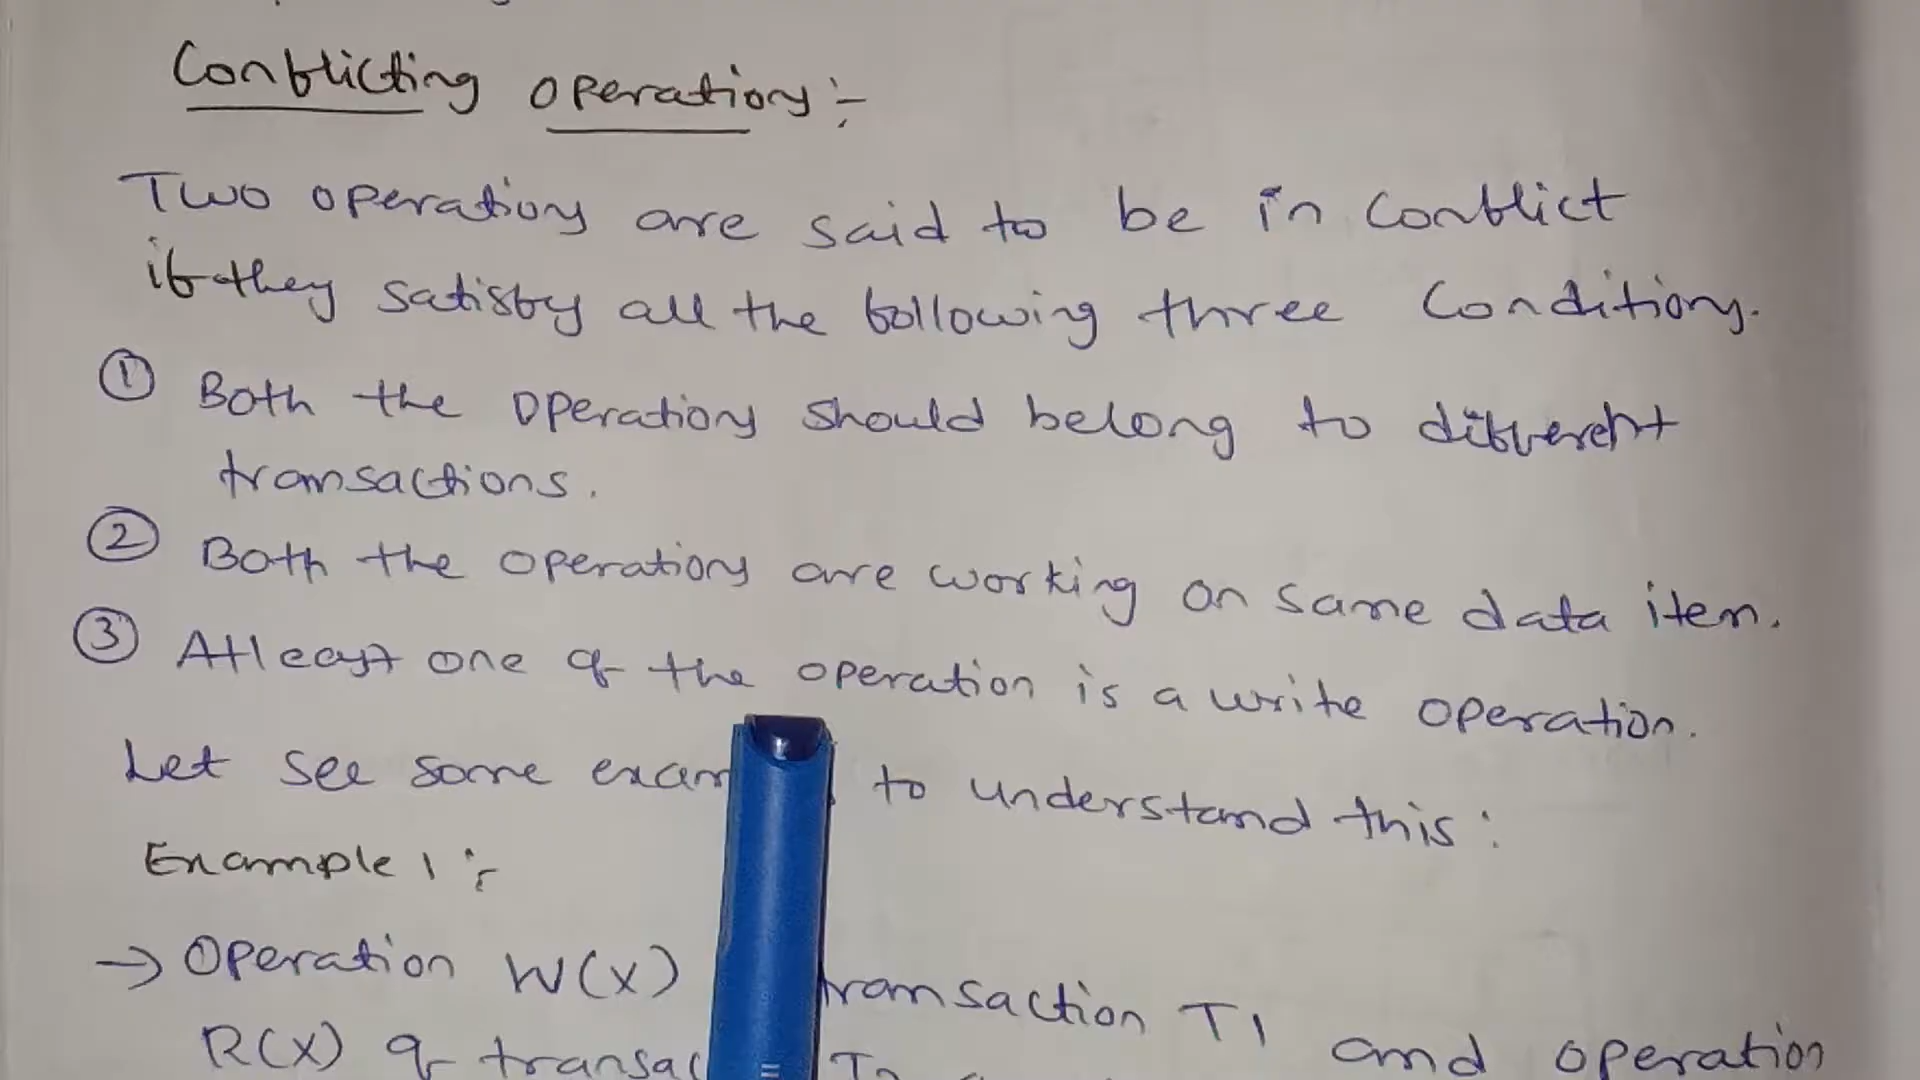 Conflicting operations:-
Two operations are said to be in conflict
if they satisfy all the following three Conditions.
① Both the operations should belong to different
transactions.
② Both the operations are working on same data item.
③ Atleast one of the operation is a write operation.
Let see some to understand this:
Example 1:-
→ Operation W(X) transaction T1 and operation
R(X) of